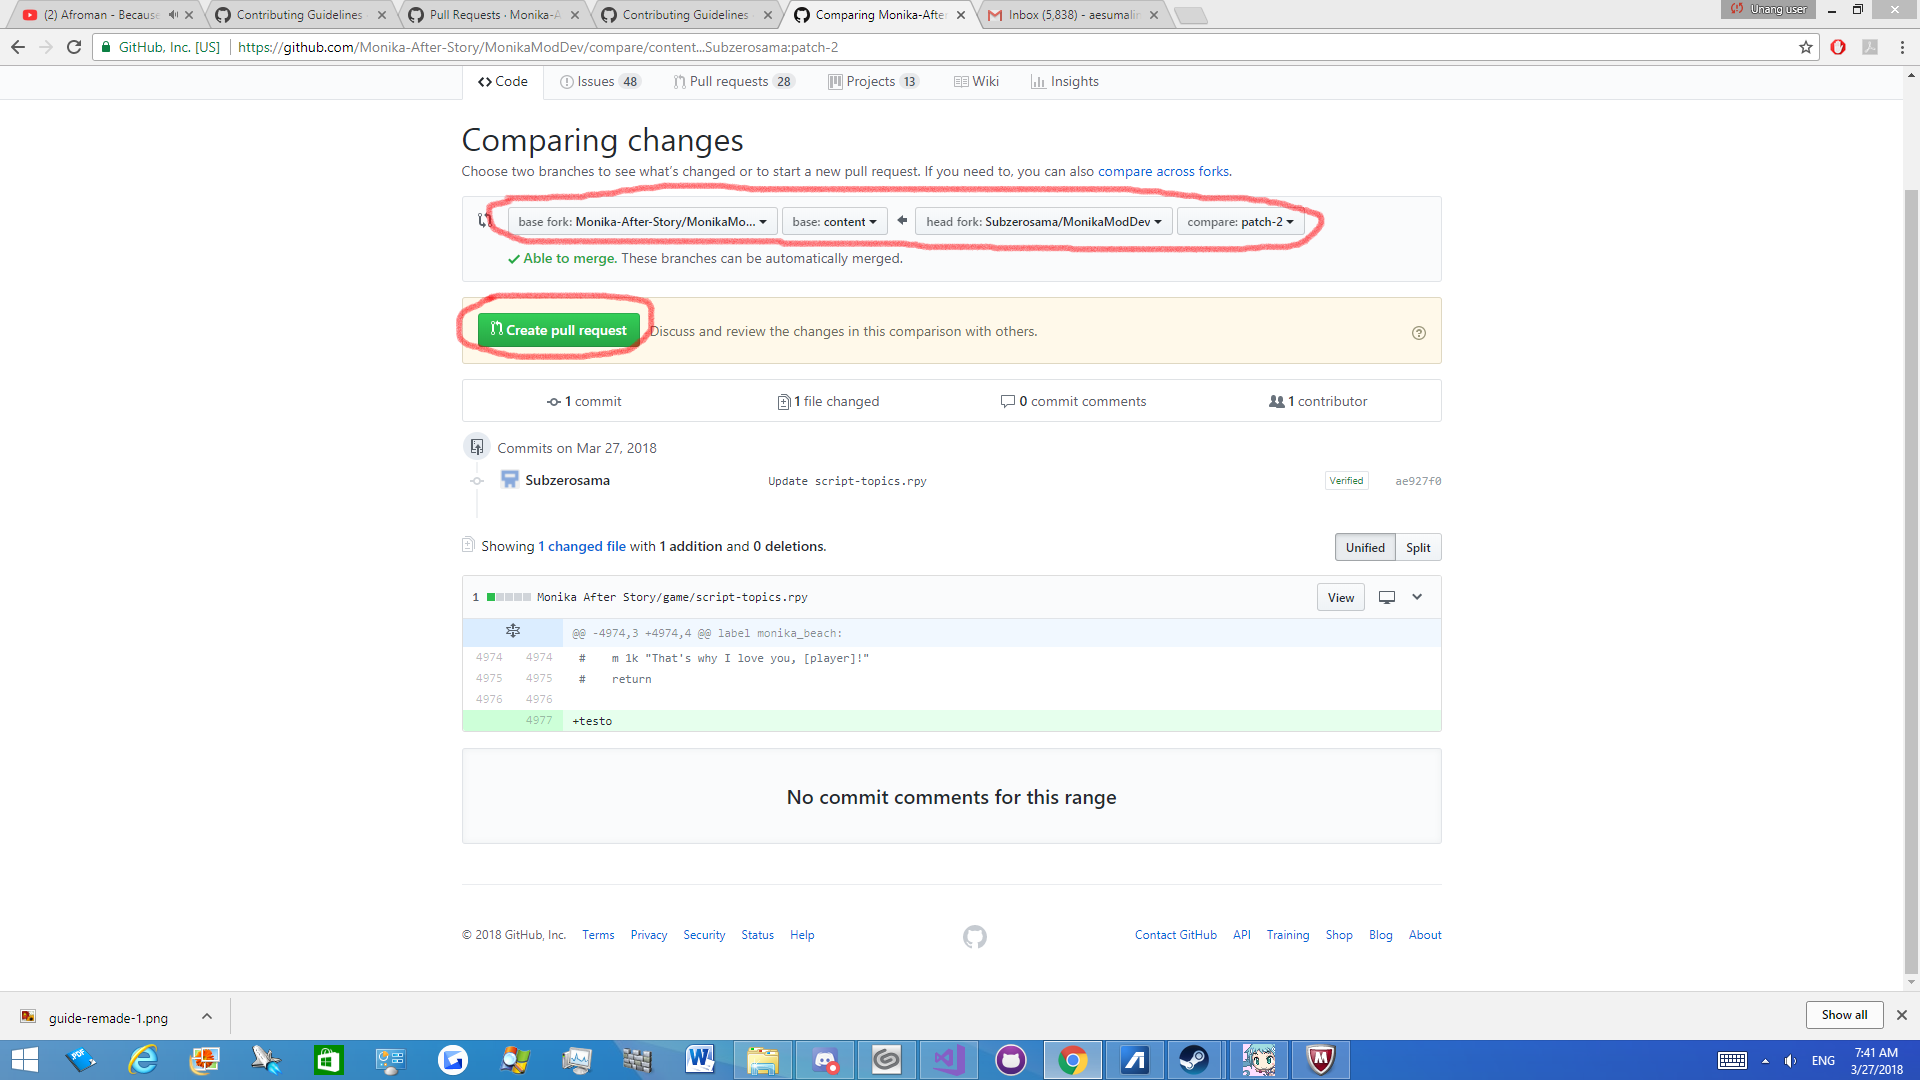 (2) Afroman - Because
Contributing Guidelines
Pull Requests · Monika-A
Contributing Guidelines
Comparing Monika-After
Inbox (5,838) - aesumalin
Unang user
GitHub, Inc. [US]
https://github.com/Monika-After-Story/MonikaModDev/compare/content...Subzerosama:patch-2
Code
Issues 48
Pull requests 28
Projects 13
Wiki
Insights
Comparing changes
Choose two branches to see what's changed or to start a new pull request. If you need to, you can also compare across forks.
base fork: Monika-After-Story/MonikaMo...
base: content
head fork: Subzerosama/MonikaModDev
compare: patch-2
Able to merge. These branches can be automatically merged.
Create pull request
Discuss and review the changes in this comparison with others.
1 commit
1 file changed
0 commit comments
1 contributor
Commits on Mar 27, 2018
Subzerosama
Update script-topics.rpy
Verified
ae927f0
Showing 1 changed file with 1 addition and 0 deletions.
Unified
Split
1 Monika After Story/game/script-topics.rpy
View
@@ -4974,3 +4974,4 @@ label monika_beach:
4974 4974 # m 1k "That's why I love you, [player]!"
4975 4975 # return
4976 4976
4977 +testo
No commit comments for this range
© 2018 GitHub, Inc.
Terms
Privacy
Security
Status
Help
Contact GitHub
API
Training
Shop
Blog
About
guide-remade-1.png
Show all
ENG
7:41 AM
3/27/2018